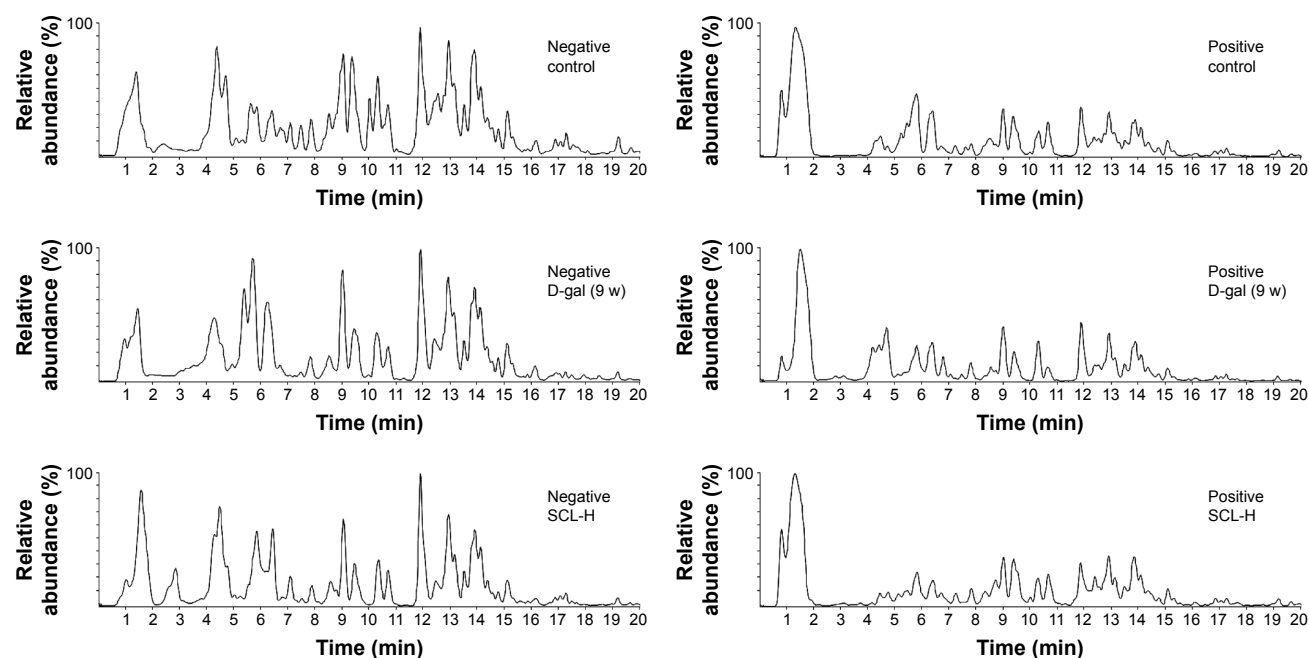 Relative
abundance (%)
100
Negative
control
1 2 3 4 5 6 7 8 9 10 11 12 13 14 15 16 17 18 19 20
Time (min)
Relative
abundance (%)
100
Positive
control
1 2 3 4 5 6 7 8 9 10 11 12 13 14 15 16 17 18 19 20
Time (min)
Relative
abundance (%)
100
Negative
D-gal (9 w)
1 2 3 4 5 6 7 8 9 10 11 12 13 14 15 16 17 18 19 20
Time (min)
Relative
abundance (%)
100
Positive
D-gal (9 w)
1 2 3 4 5 6 7 8 9 10 11 12 13 14 15 16 17 18 19 20
Time (min)
Relative
abundance (%)
100
Negative
SCL-H
1 2 3 4 5 6 7 8 9 10 11 12 13 14 15 16 17 18 19 20
Time (min)
Relative
abundance (%)
100
Positive
SCL-H
1 2 3 4 5 6 7 8 9 10 11 12 13 14 15 16 17 18 19 20
Time (min)